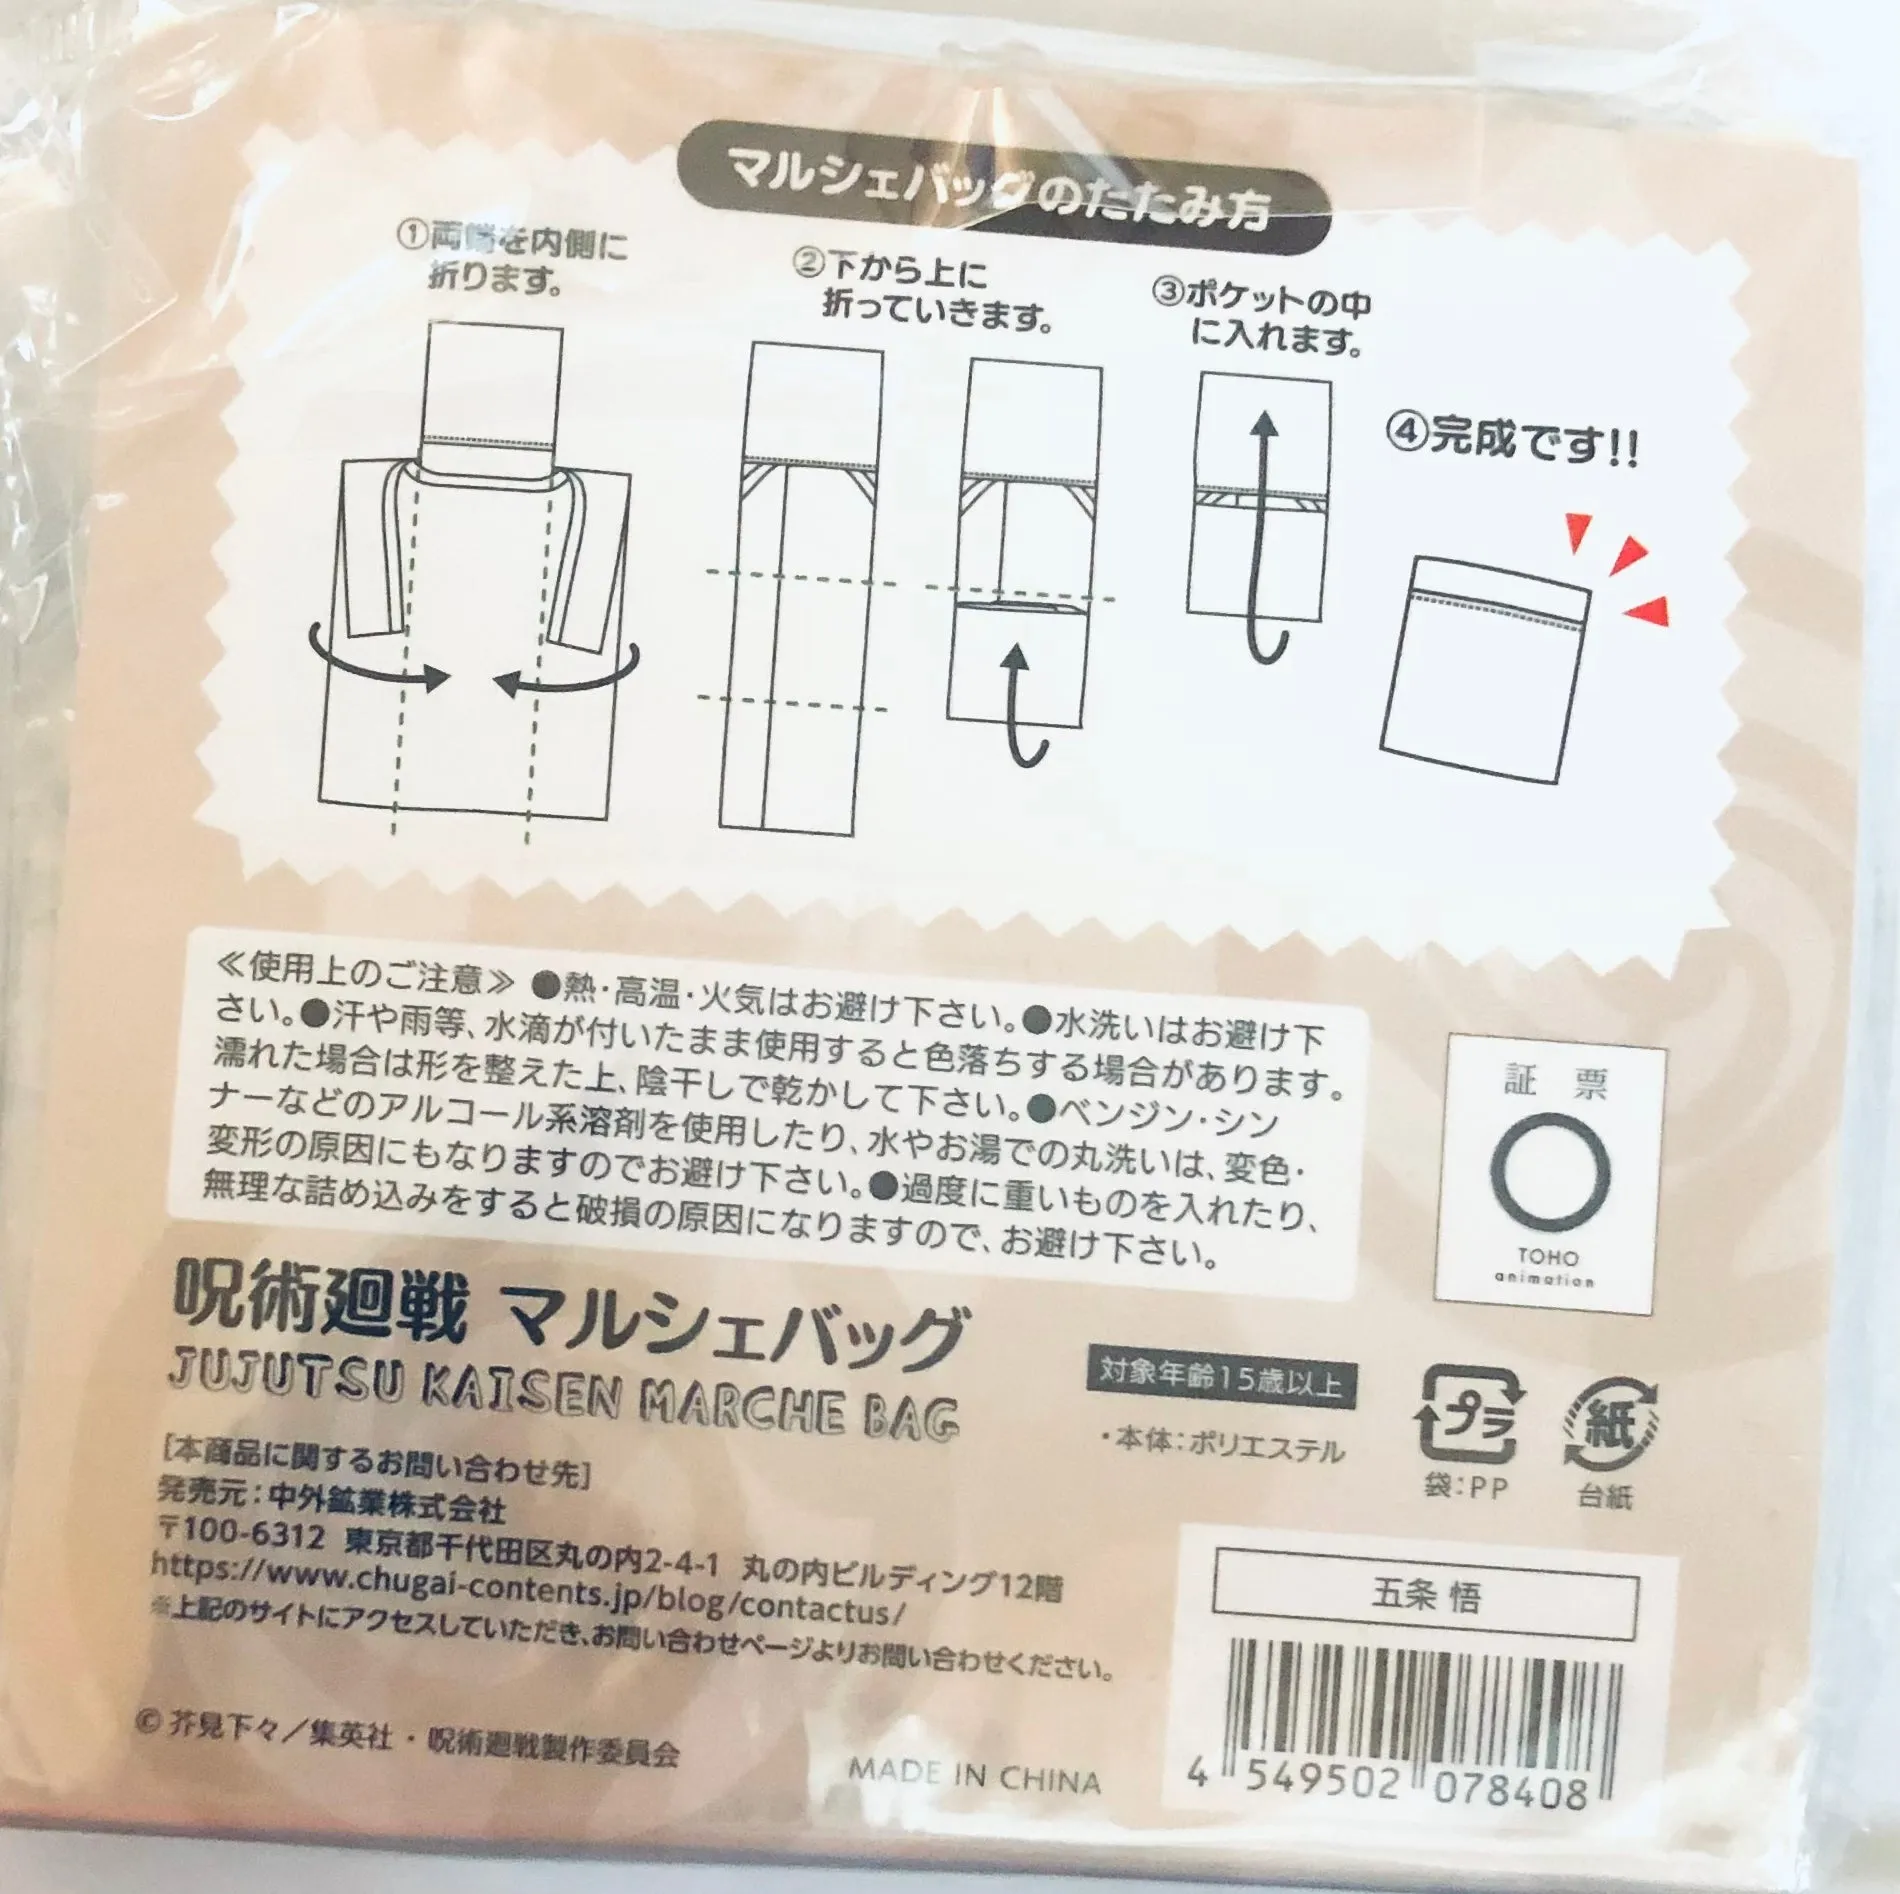 マルシェバッグのたたみ方
①両端を内側に
折ります。
②下から上に
折っていきます。
③ポケットの中
に入れます。
④完成です!!
≪使用上のご注意≫ ●熱・高温・火気はお避け下さい。●水洗いはお避け下
さい。●汗や雨等、水滴が付いたまま使用すると色落ちする場合があります。
濡れた場合は形を整えた上、陰干しで乾かして下さい。●ベンジン・シン
ナーなどのアルコール系溶剤を使用したり、水やお湯での丸洗いは、変色・
変形の原因にもなりますのでお避け下さい。●過度に重いものを入れたり、
無理な詰め込みをすると破損の原因になりますので、お避け下さい。
証 票
TOHO
animation
呪術廻戦 マルシェバッグ
JUJUTSU KAISEN MARCHE BAG
対象年齢15歳以上
・本体：ポリエステル
プラ
袋：PP
紙
台紙
[本商品に関するお問い合わせ先]
発売元：中外鉱業株式会社
〒100-6312 東京都千代田区丸の内2-4-1 丸の内ビルディング12階
https://www.chugai-contents.jp/blog/contactus/
※上記のサイトにアクセスしていただき、お問い合わせページよりお問い合わせください。
©芥見下々／集英社・呪術廻戦製作委員会
MADE IN CHINA
五条 悟
4 549502 078408